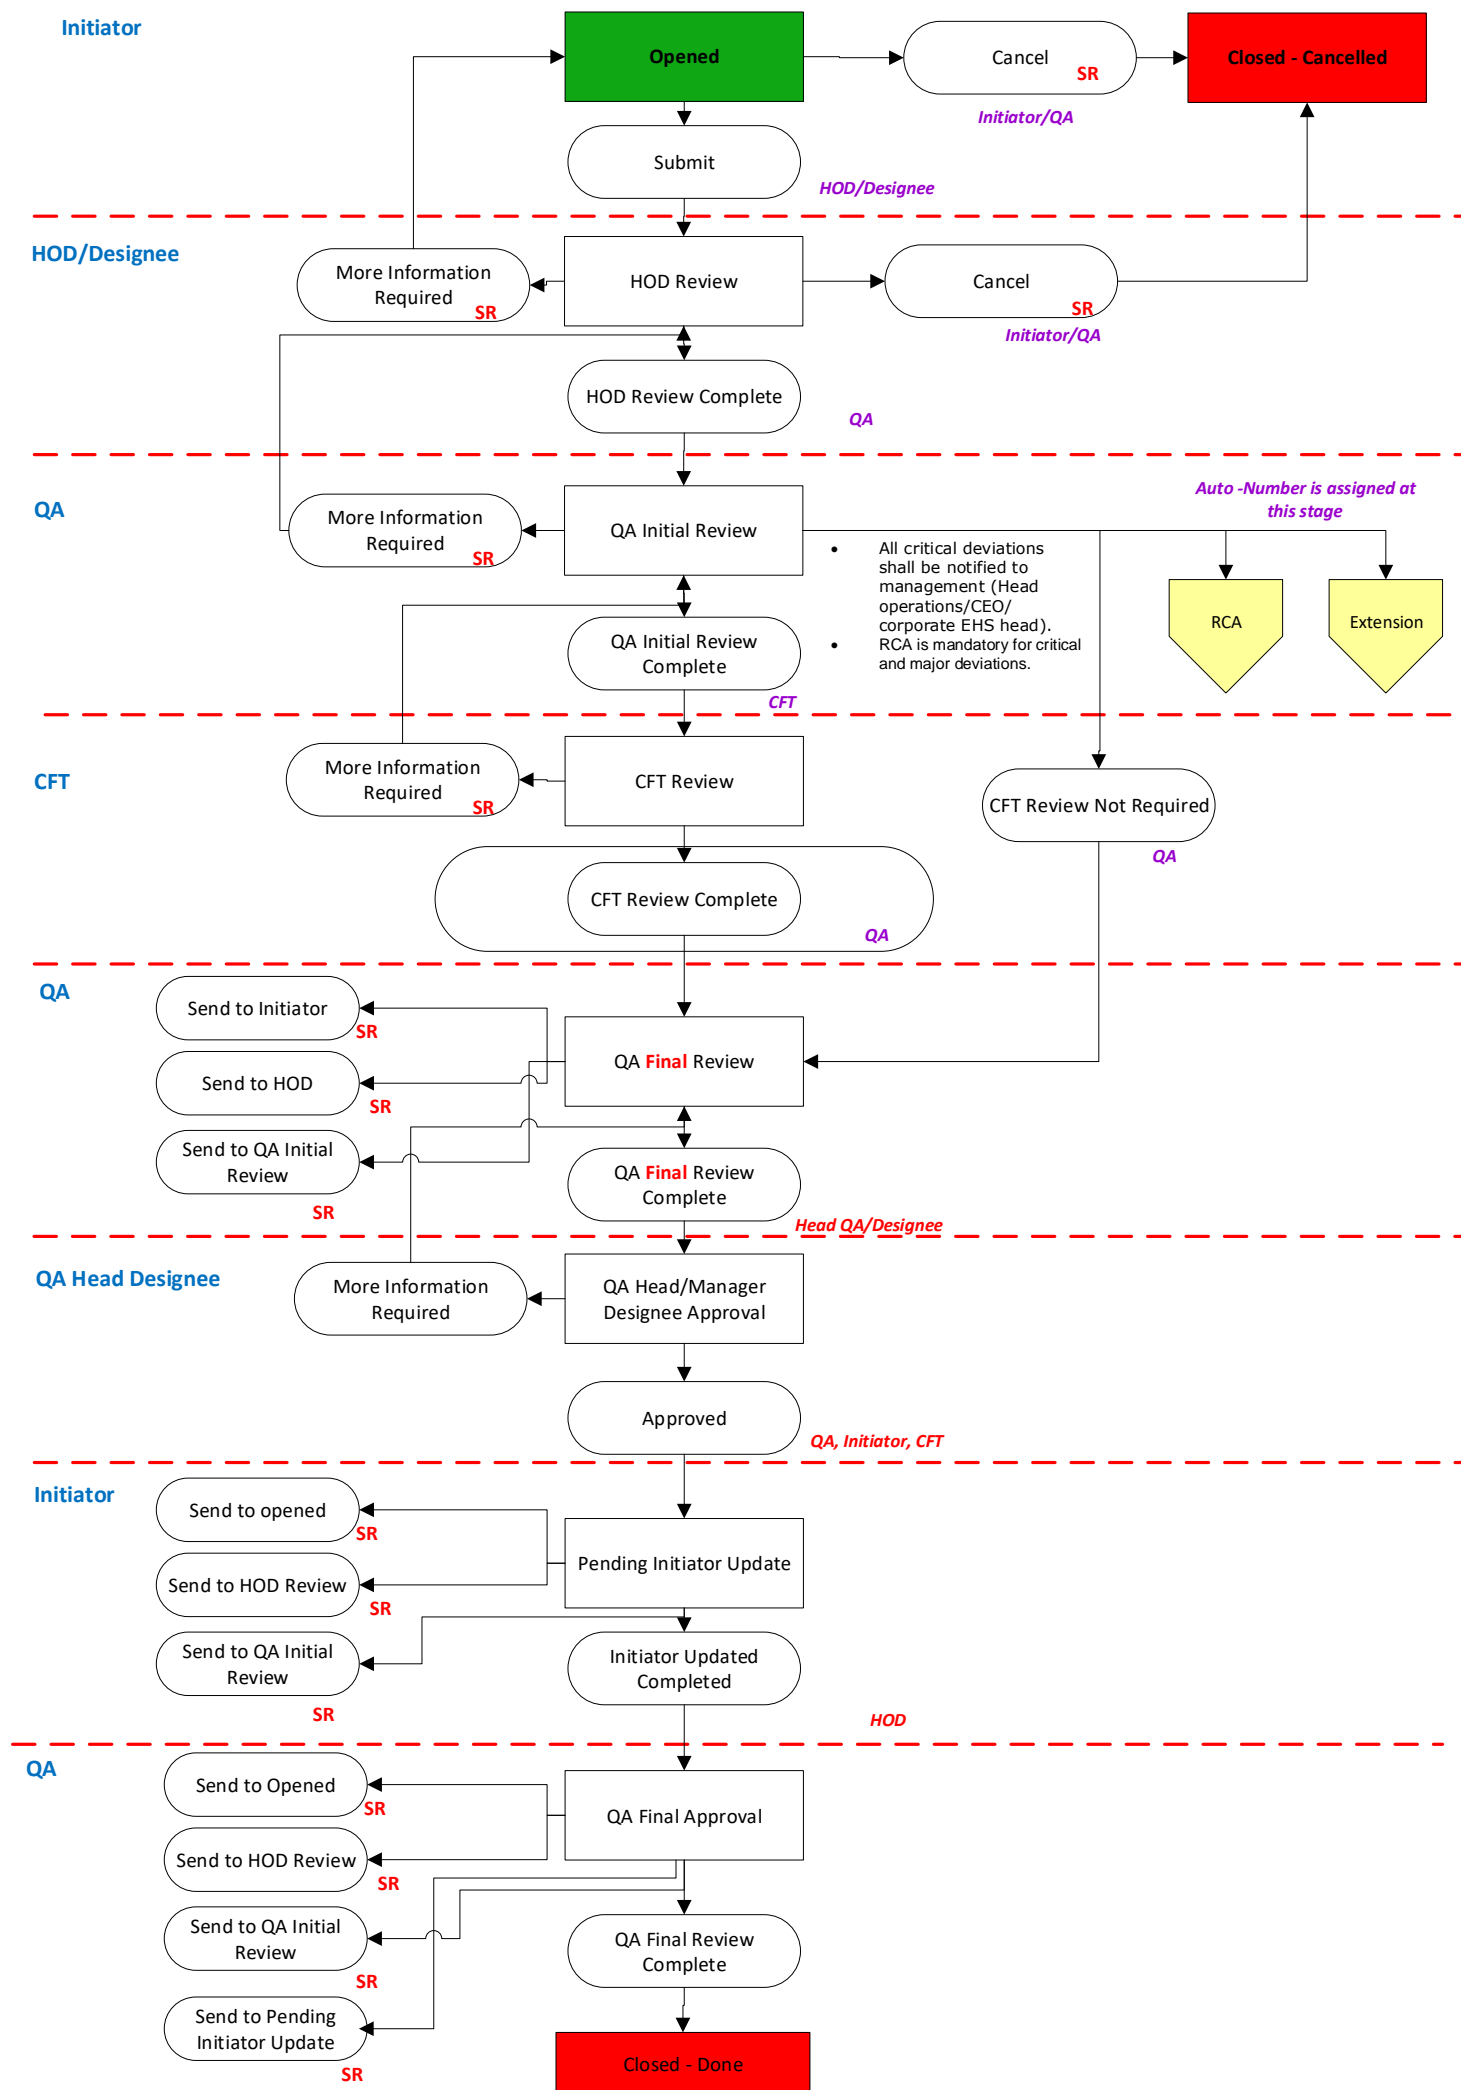 Initiator
Opened
Cancel
SR
Closed - Cancelled
Initiator/QA
Submit
HOD/Designee
HOD/Designee
More Information
Required
SR
HOD Review
Cancel
SR
Initiator/QA
HOD Review Complete
QA
QA
More Information
Required
SR
QA Initial Review
Auto -Number is assigned at
this stage
• All critical deviations
shall be notified to
management (Head
operations/CEO/
corporate EHS head).
• RCA is mandatory for critical
and major deviations.
RCA
Extension
QA Initial Review
Complete
CFT
CFT
More Information
Required
SR
CFT Review
CFT Review Not Required
QA
CFT Review Complete
QA
QA
Send to Initiator
SR
Send to HOD
SR
QA Final Review
Send to QA Initial
Review
SR
QA Final Review
Complete
Head QA/Designee
QA Head Designee
More Information
Required
QA Head/Manager
Designee Approval
Approved
QA, Initiator, CFT
Initiator
Send to opened
SR
Send to HOD Review
SR
Pending Initiator Update
Send to QA Initial
Review
SR
Initiator Updated
Completed
HOD
QA
Send to Opened
SR
QA Final Approval
Send to HOD Review
SR
Send to QA Initial
Review
SR
QA Final Review
Complete
Send to Pending
Initiator Update
SR
Closed - Done